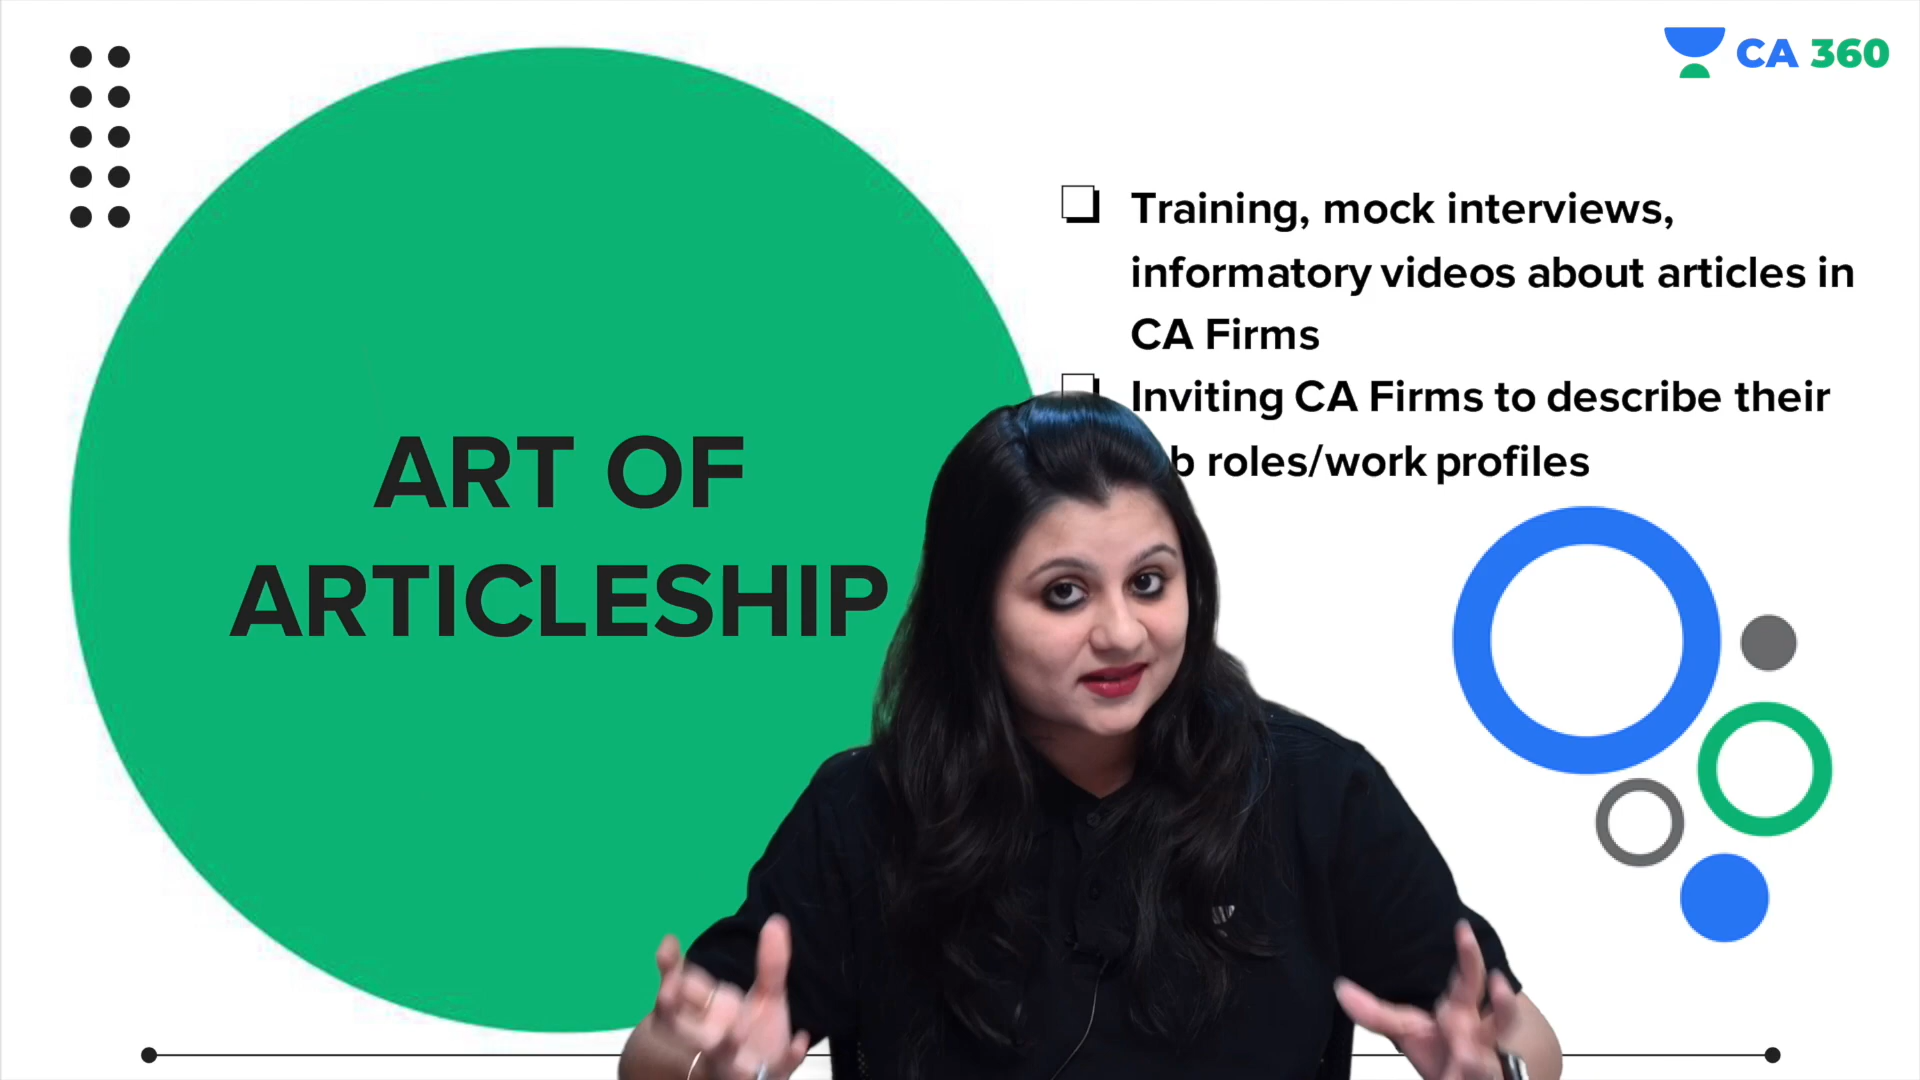 CA 360
ART OF
ARTICLESHIP
Training, mock interviews,
informatory videos about articles in
CA Firms
Inviting CA Firms to describe their
roles/work profiles